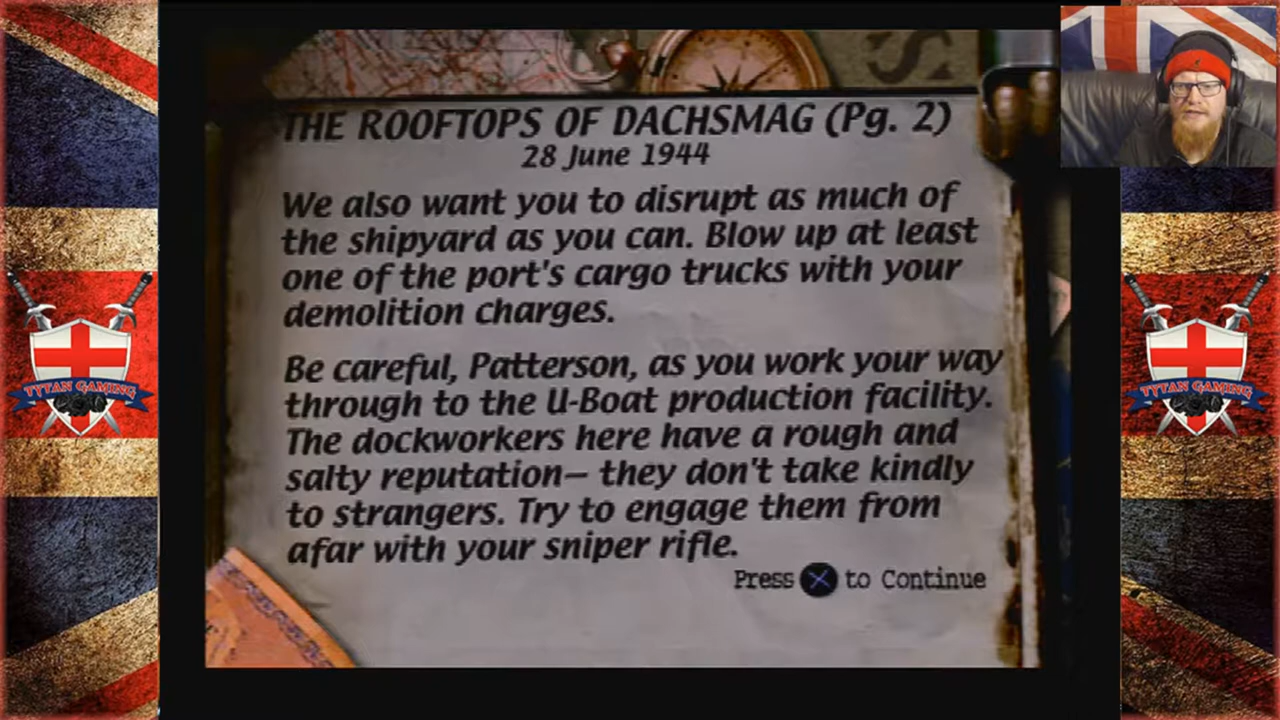 THE ROOFTOPS OF DACHSMAG (Pg. 2)
28 June 1944
We also want you to disrupt as much of
the shipyard as you can. Blow up at least
one of the port's cargo trucks with your
demolition charges.
Be careful, Patterson, as you work your way
through to the U-Boat production facility.
The dockworkers here have a rough and
salty reputation— they don't take kindly
to strangers. Try to engage them from
afar with your sniper rifle.
Press X to Continue
TYTAN GAMING
TYTAN GAMING